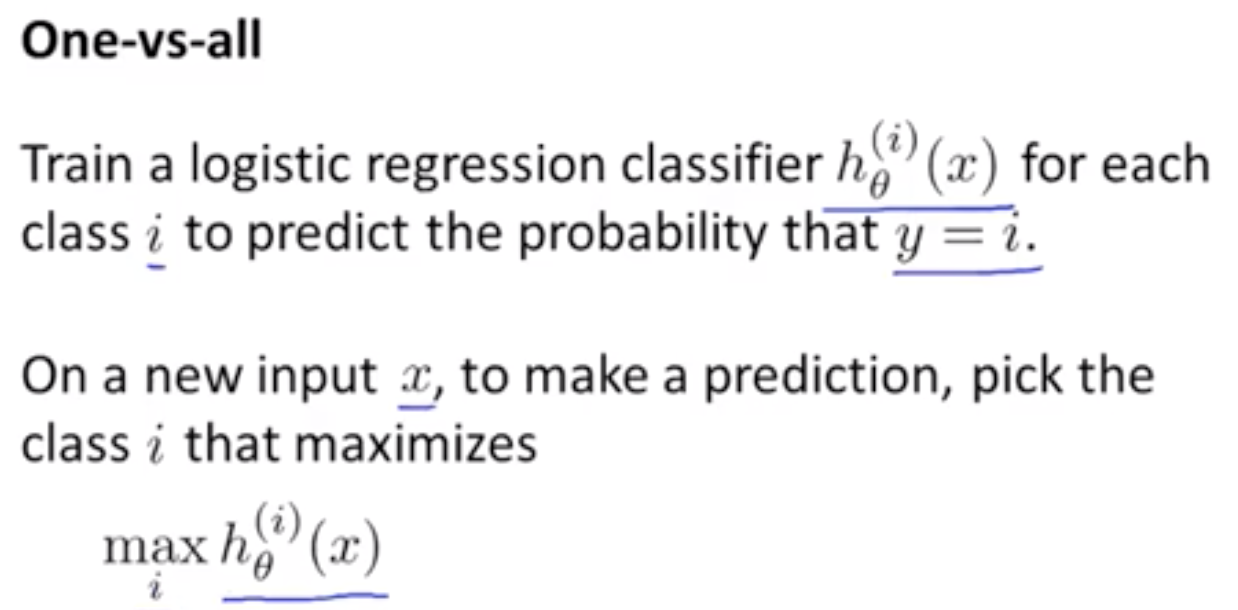 One-vs-all
Train a logistic regression classifier $h_\theta^{(i)}(x)$ for each
class $i$ to predict the probability that $y = i$.
On a new input $x$, to make a prediction, pick the
class $i$ that maximizes
$\max_i h_\theta^{(i)}(x)$